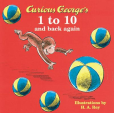 Curious George's
1 to 10
and back again
Illustrations by
H. A. Rey